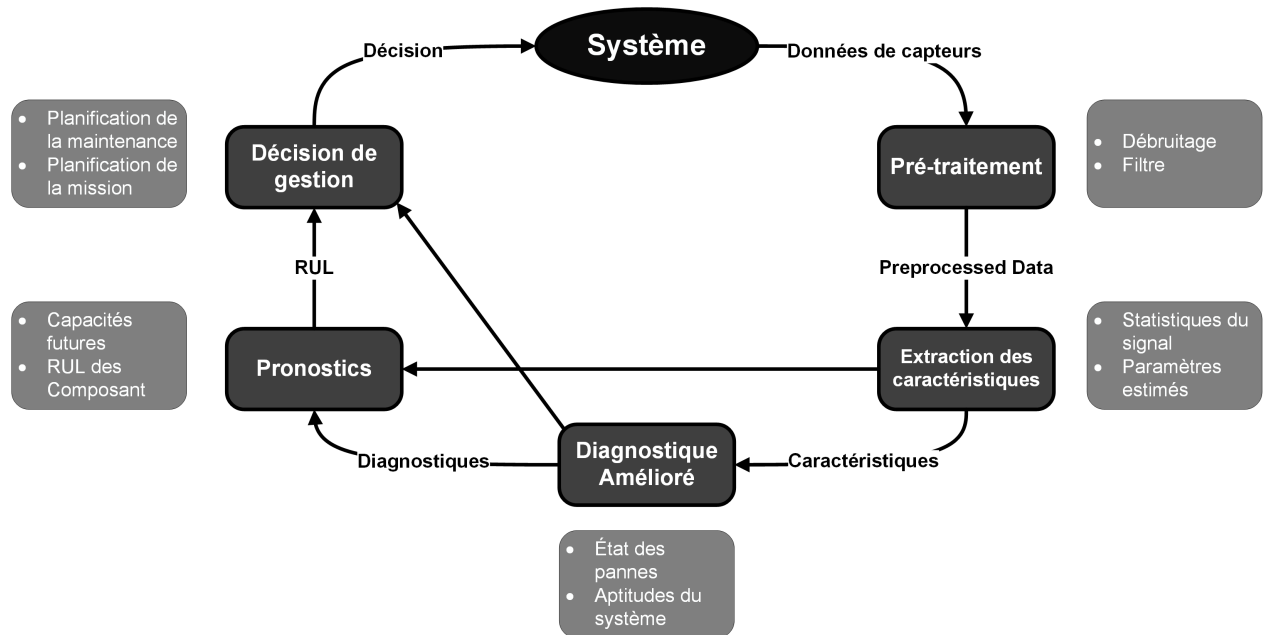 Système
Décision
Données de capteurs
Planification de
la maintenance
Planification de
la mission
Décision de
gestion
Pré-traitement
Débruitage
Filtre
RUL
Preprocessed Data
Capacités
futures
RUL des
Composant
Pronostics
Extraction des
caractéristiques
Statistiques du
signal
Paramètres
estimés
Diagnostiques
Diagnostique
Amélioré
Caractéristiques
État des
pannes
Aptitudes du
système